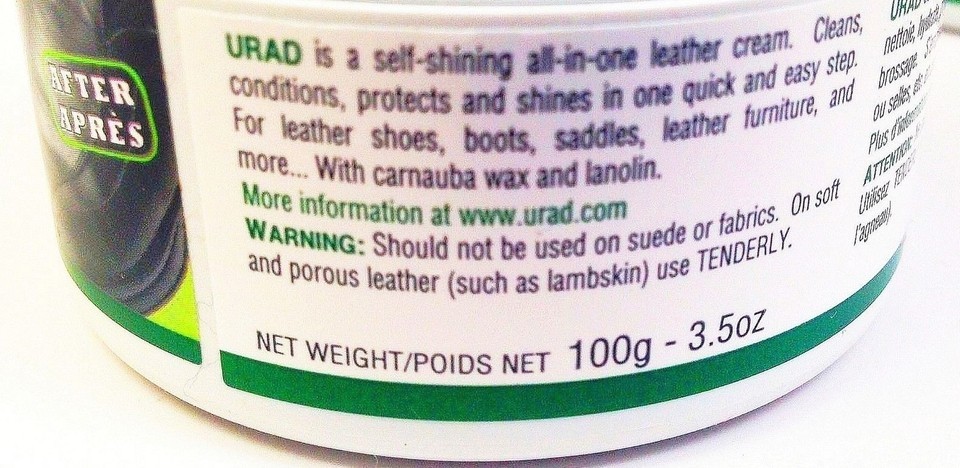 AFTER
APRÈS
URAD is a self-shining all-in-one leather cream. Cleans,
conditions, protects and shines in one quick and easy step.
For leather shoes, boots, saddles, leather furniture, and
more... With carnauba wax and lanolin.
More information at www.urad.com
WARNING: Should not be used on suede or fabrics. On soft
and porous leather (such as lambskin) use TENDERLY.
NET WEIGHT/POIDS NET 100g - 3.5oz
URAD
nettoie,
brossage.
ou selles, etc
Plus
ATTENTION:
Utilisez
l'agneau).